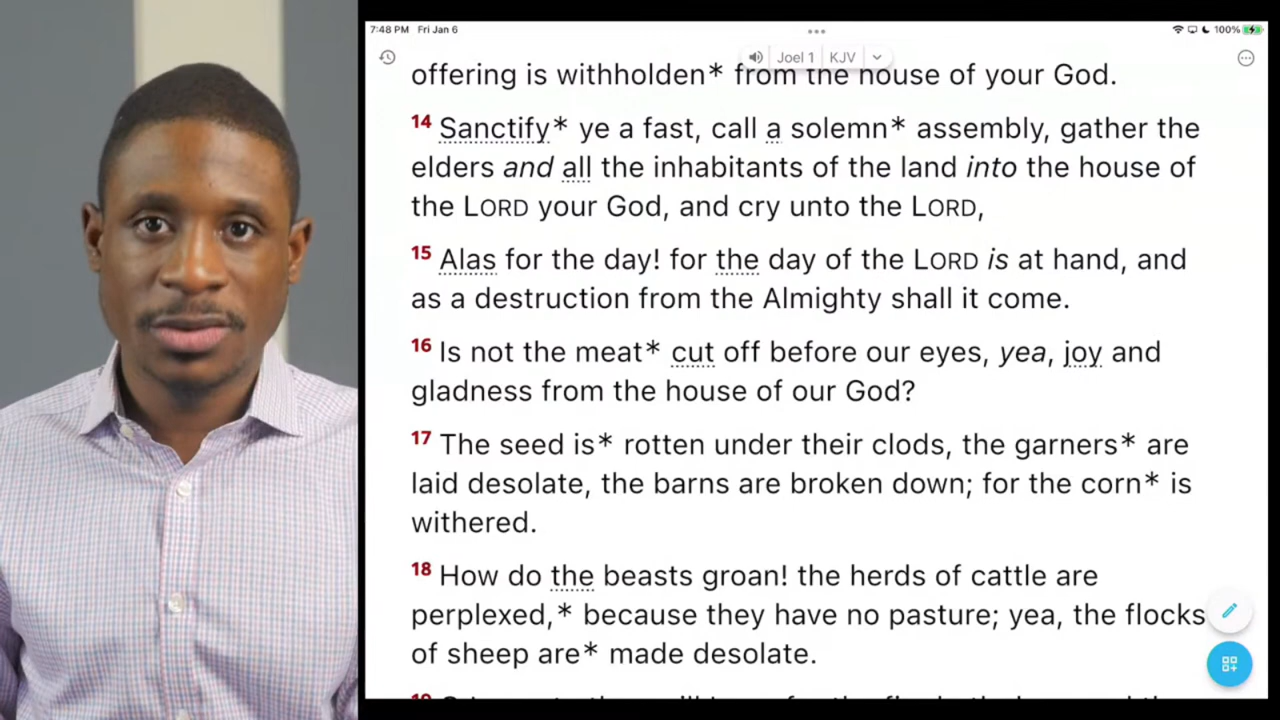 7:48 PM Fri Jan 6
100%
Joel 1 KJV
offering is withholden* from the house of your God.
14 Sanctify* ye a fast, call a solemn* assembly, gather the
elders and all the inhabitants of the land into the house of
the LORD your God, and cry unto the LORD,
15 Alas for the day! for the day of the LORD is at hand, and
as a destruction from the Almighty shall it come.
16 Is not the meat* cut off before our eyes, yea, joy and
gladness from the house of our God?
17 The seed is* rotten under their clods, the garners* are
laid desolate, the barns are broken down; for the corn* is
withered.
18 How do the beasts groan! the herds of cattle are
perplexed,* because they have no pasture; yea, the flocks
of sheep are* made desolate.